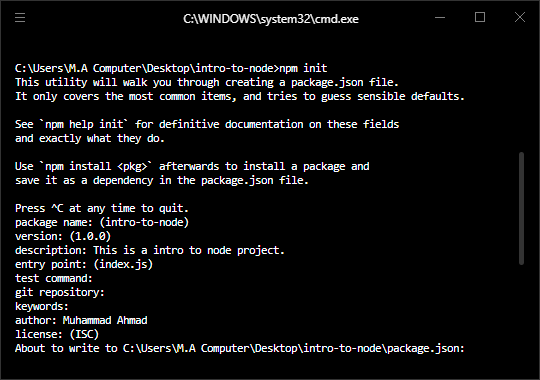 C:\WINDOWS\system32\cmd.exe
C:\Users\M.A Computer\Desktop\intro-to-node>npm init
This utility will walk you through creating a package.json file.
It only covers the most common items, and tries to guess sensible defaults.
See `npm help init` for definitive documentation on these fields
and exactly what they do.
Use `npm install <pkg>` afterwards to install a package and
save it as a dependency in the package.json file.
Press ^C at any time to quit.
package name: (intro-to-node)
version: (1.0.0)
description: This is a intro to node project.
entry point: (index.js)
test command:
git repository:
keywords:
author: Muhammad Ahmad
license: (ISC)
About to write to C:\Users\M.A Computer\Desktop\intro-to-node\package.json: